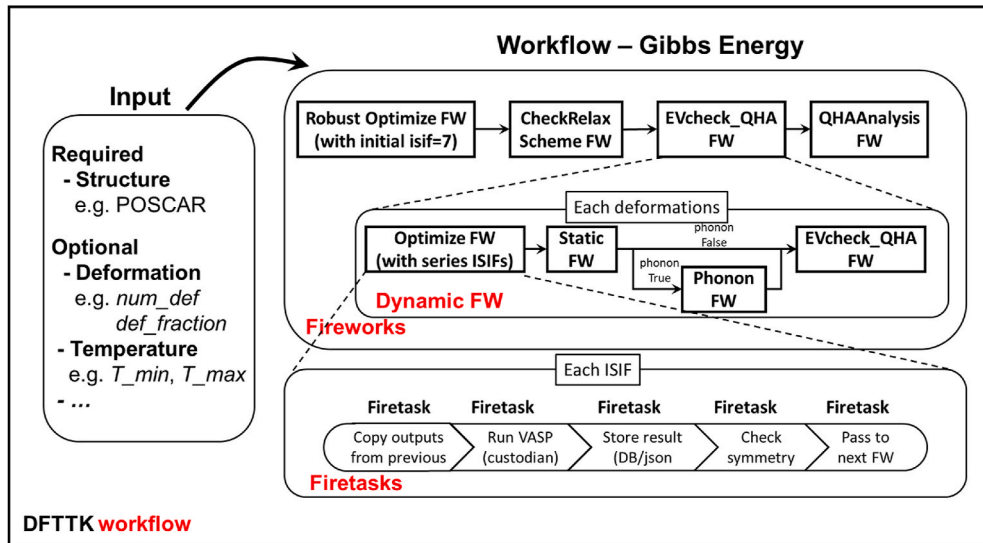 Workflow – Gibbs Energy
Input
Required
- Structure
e.g. POSCAR
Optional
- Deformation
e.g. num_def
def_fraction
- Temperature
e.g. T_min, T_max
- ...
Robust Optimize FW
(with initial isif=7)
CheckRelax
Scheme FW
EVcheck_QHA
FW
QHAAnalysis
FW
Each deformations
Optimize FW
(with series ISIFs)
Static
FW
phonon
False
phonon
True
Phonon
FW
EVcheck_QHA
FW
Dynamic FW
Fireworks
Each ISIF
Firetask
Firetask
Firetask
Firetask
Firetask
Copy outputs
from previous
Run VASP
(custodian)
Store result
(DB/json
Check
symmetry
Pass to
next FW
Firetasks
DFTTK workflow